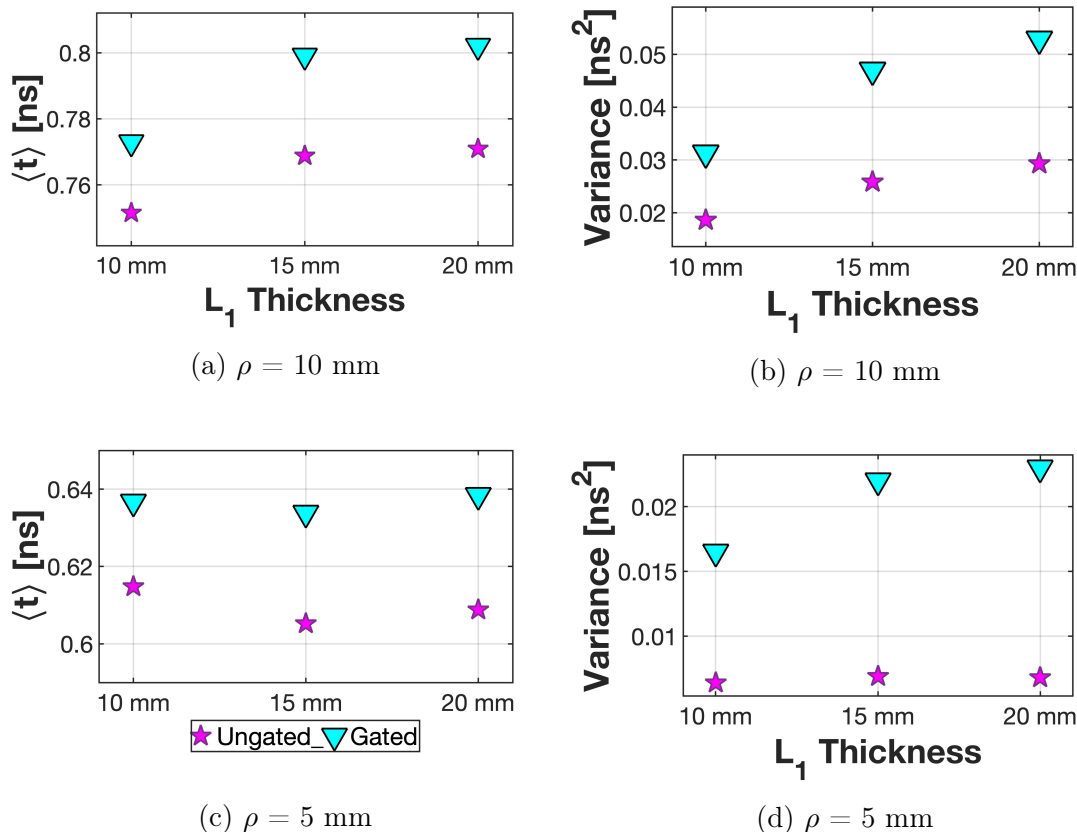 ⟨t⟩ [ns]
0.8
0.78
0.76
10 mm 15 mm 20 mm
L₁ Thickness
(a) ρ = 10 mm
Variance [ns²]
0.05
0.04
0.03
0.02
10 mm 15 mm 20 mm
L₁ Thickness
(b) ρ = 10 mm
⟨t⟩ [ns]
0.64
0.62
0.6
10 mm 15 mm 20 mm
Ungated_ Gated
(c) ρ = 5 mm
Variance [ns²]
0.02
0.015
0.01
10 mm 15 mm 20 mm
L₁ Thickness
(d) ρ = 5 mm